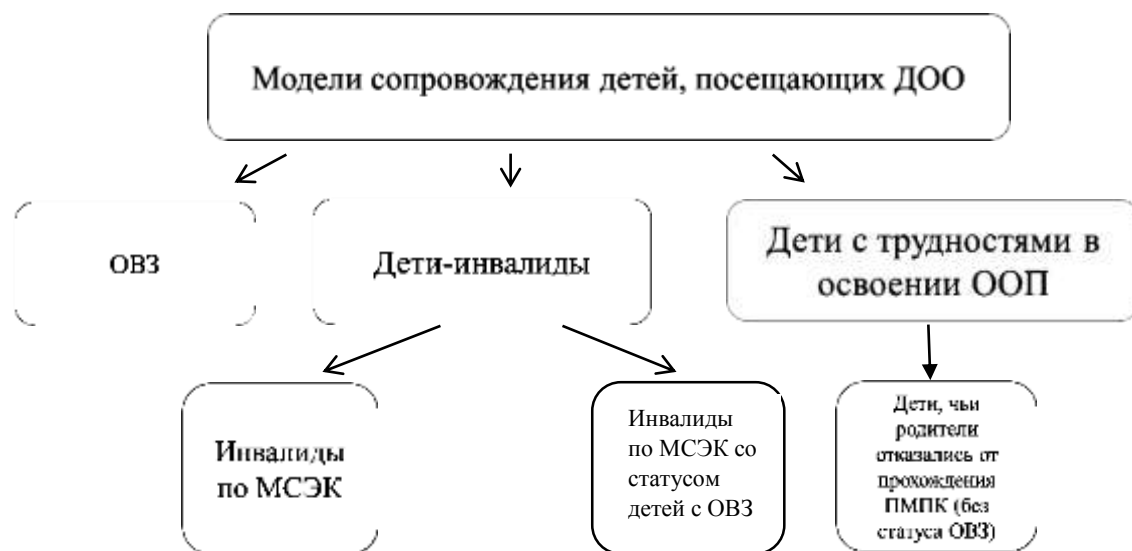 Модели сопровождения детей, посещающих ДОО
ОВЗ
Дети-инвалиды
Дети с трудностями в
освоении ООП
Инвалиды
по МСЭК
Инвалиды
по МСЭК со
статусом
детей с ОВЗ
Дети, чьи
родители
отказались от
прохождения
ПМПК (без
статуса ОВЗ)